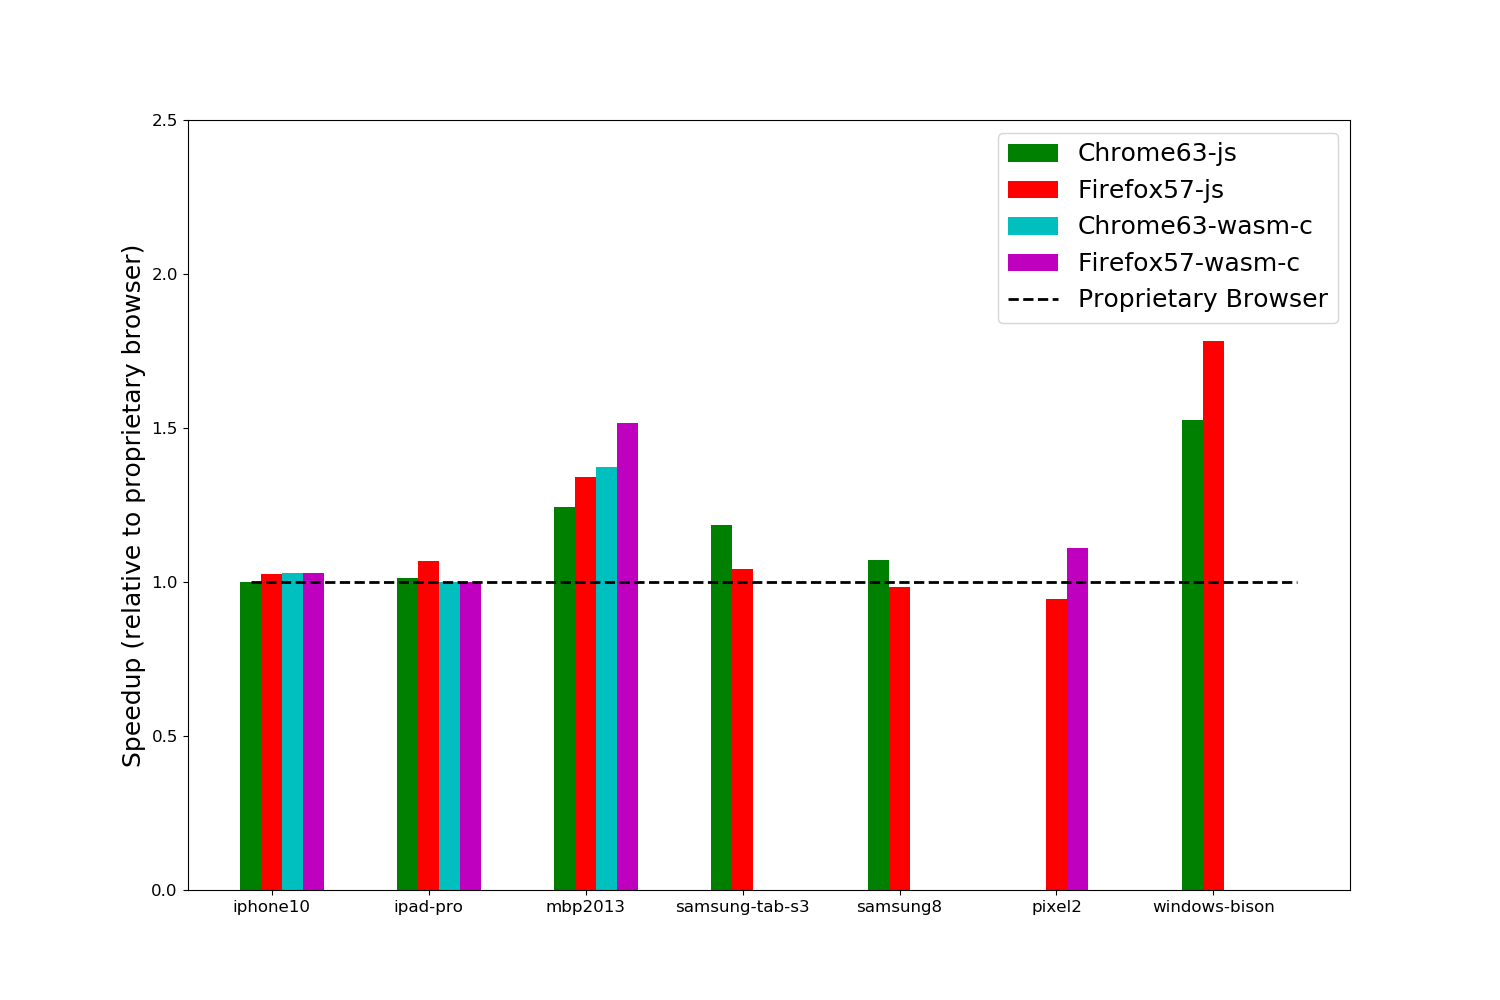 2.5
2.0
1.5
1.0
0.5
0.0
Speedup (relative to proprietary browser)
Chrome63-js
Firefox57-js
Chrome63-wasm-c
Firefox57-wasm-c
Proprietary Browser
iphone10 ipad-pro mbp2013 samsung-tab-s3 samsung8 pixel2 windows-bison